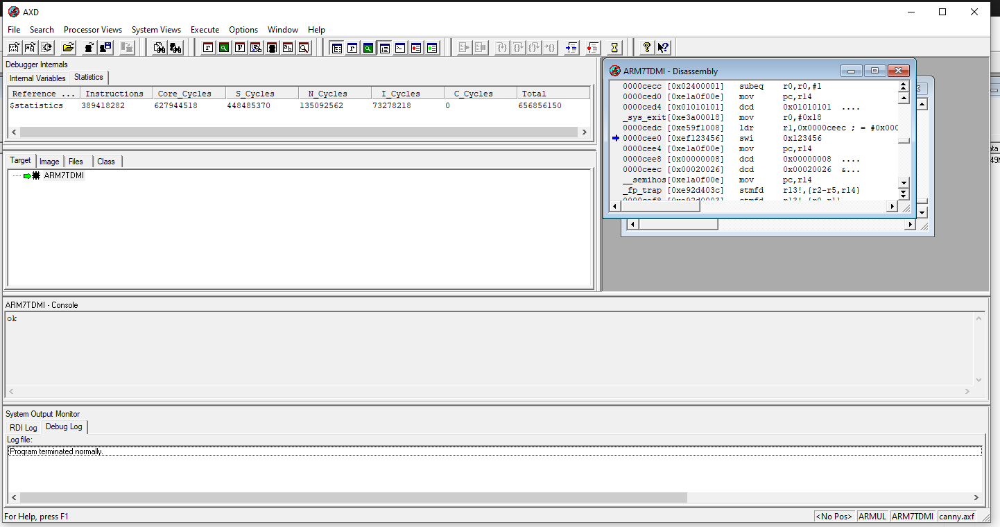 AXD
File Search Processor Views System Views Execute Options Window Help
Debugger Internals
Internal Variables Statistics
Reference ... Instructions Core_Cycles S_Cycles N_Cycles I_Cycles C_Cycles Total
$statistics 389418282 627944518 448485370 135092562 73278218 0 656856150
Target Image Files Class
ARM7TDMI
ARM7TDMI - Disassembly
0000cecc [0x02400001] subeq r0,r0,#1
0000ced0 [0xe1a0f00e] mov pc,r14
0000ced4 [0x01010101] dcd 0x01010101 ....
_sys_exit [0xe3a00018] mov r0,#0x18
0000cedc [0xe59f1008] ldr r1,0x0000ceec ; = #0x000
0000cee0 [0xef123456] swi 0x123456
0000cee4 [0xe1a0f00e] mov pc,r14
0000cee8 [0x00000008] dcd 0x00000008 ....
0000ceec [0x00020026] dcd 0x00020026 &...
__semihos [0xe1a0f00e] mov pc,r14
_fp_trap [0xe92d403c] stmfd r13!,{r2-r5,r14}
0000cef8 [0xe92d0003] stmfd r13!,{r0,r1}
ARM7TDMI - Console
ok
System Output Monitor
RDI Log Debug Log
Log file:
Program terminated normally.
For Help, press F1
<No Pos> ARMUL ARM7TDMI canny.axf